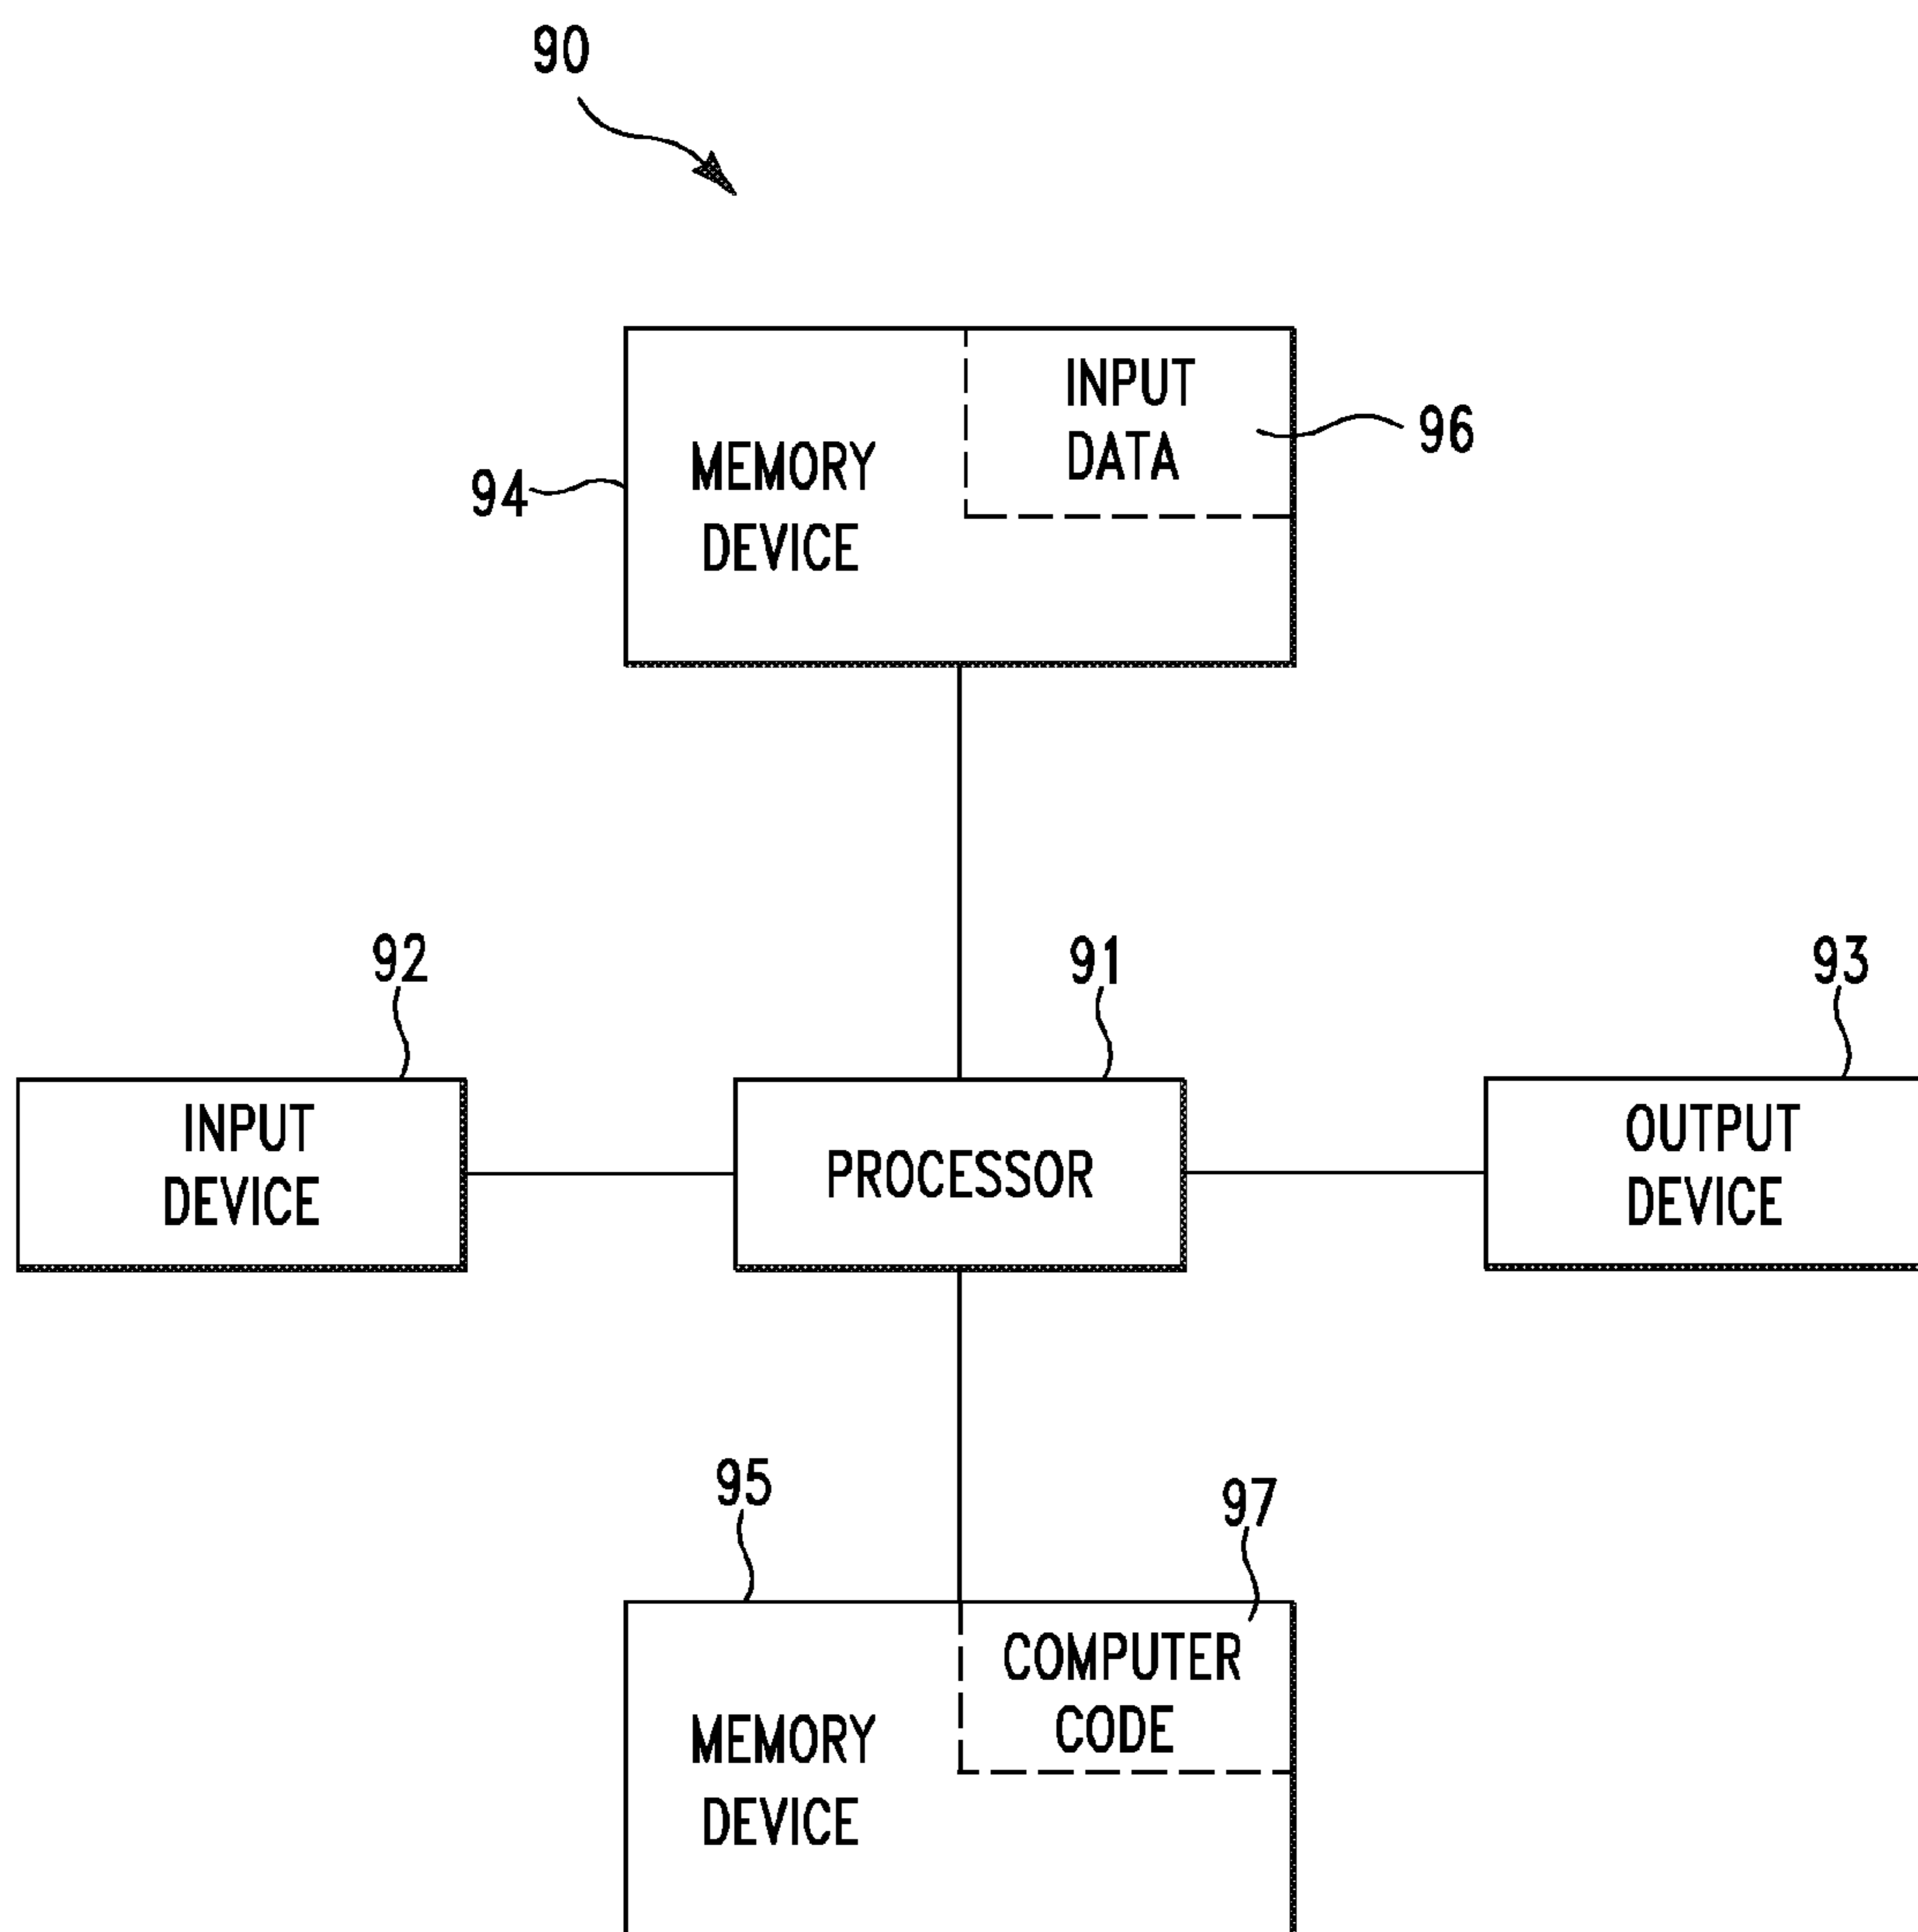 90
INPUT
DATA
96
94
MEMORY
DEVICE
92
91
93
INPUT
DEVICE
PROCESSOR
OUTPUT
DEVICE
95
97
COMPUTER
CODE
MEMORY
DEVICE